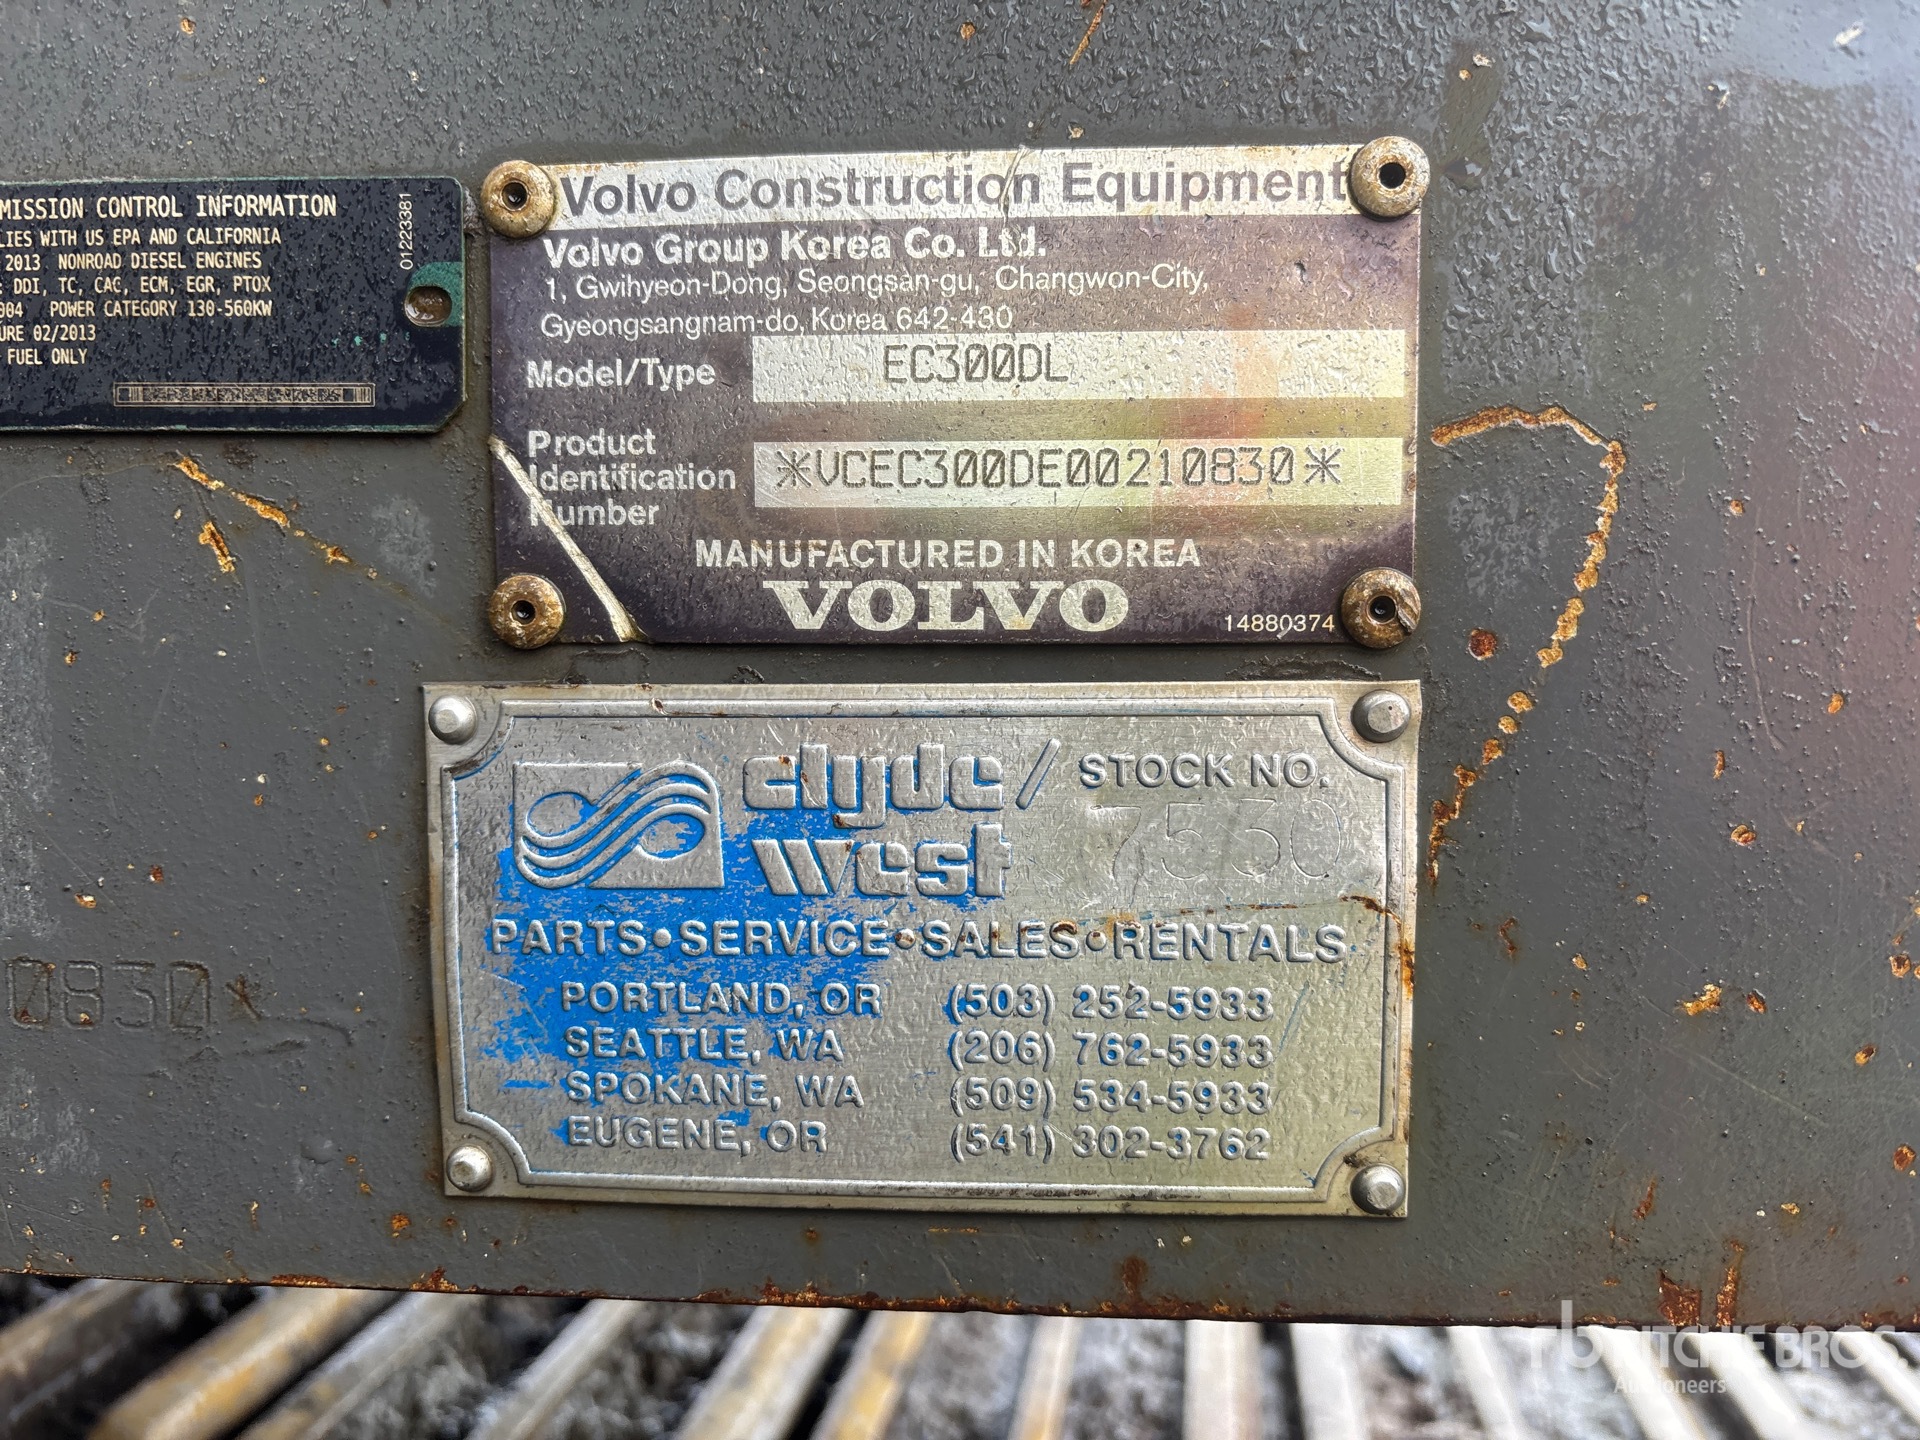 MISSION CONTROL INFORMATION
LIES WITH US EPA AND CALIFORNIA
2013 NONROAD DIESEL ENGINES
: DDI, TC, CAC, ECM, EGR, PTOX
004 POWER CATEGORY 130-560KW
URE 02/2013
FUEL ONLY
01223381
Volvo Construction Equipment
Volvo Group Korea Co. Ltd.
1, Gwihyeon-Dong, Seongsan-gu, Changwon-City,
Gyeongsangnam-do, Korea 642-430
Model/Type EC300DL
Product
Identification
Number
*VCEC300DE00210830*
MANUFACTURED IN KOREA
VOLVO
14880374
clyde/
west
STOCK NO.
7530
PARTS•SERVICE•SALES•RENTALS
PORTLAND, OR (503) 252-5933
SEATTLE, WA (206) 762-5933
SPOKANE, WA (509) 534-5933
EUGENE, OR (541) 302-3762
0830*
rb RITCHIE BROS.
Auctioneers